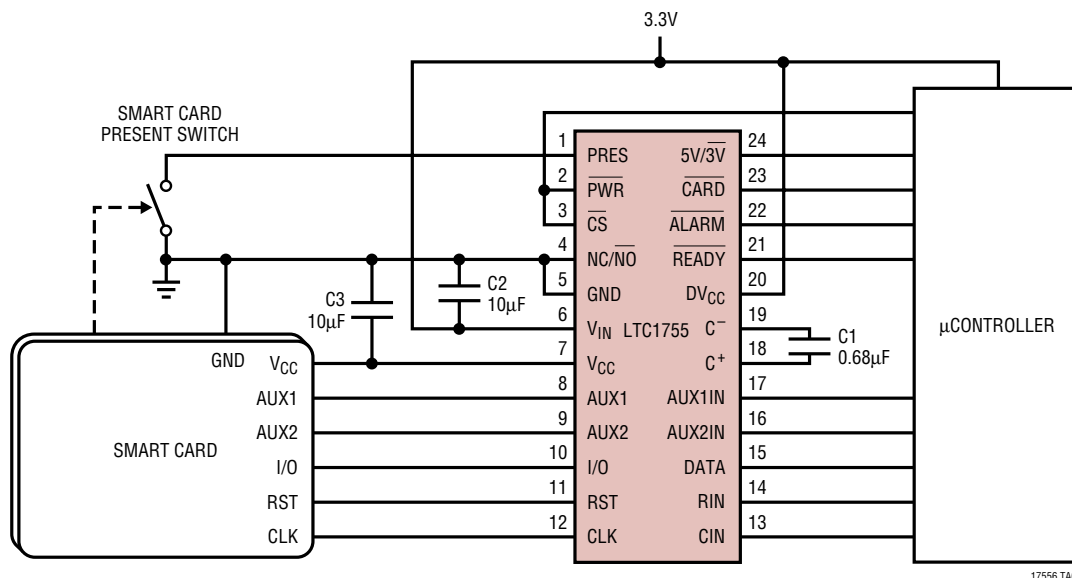 3.3V
SMART CARD
PRESENT SWITCH
1
PRES
5V/3V
24
2
PWR
CARD
23
3
CS
ALARM
22
4
NC/NO
READY
21
5
GND
DVCC
20
6
VIN
LTC1755
C–
19
7
VCC
C+
18
8
AUX1
AUX1IN
17
9
AUX2
AUX2IN
16
10
I/O
DATA
15
11
RST
RIN
14
12
CLK
CIN
13
C3
10µF
C2
10µF
C1
0.68µF
µCONTROLLER
GND
VCC
AUX1
AUX2
SMART CARD
I/O
RST
CLK